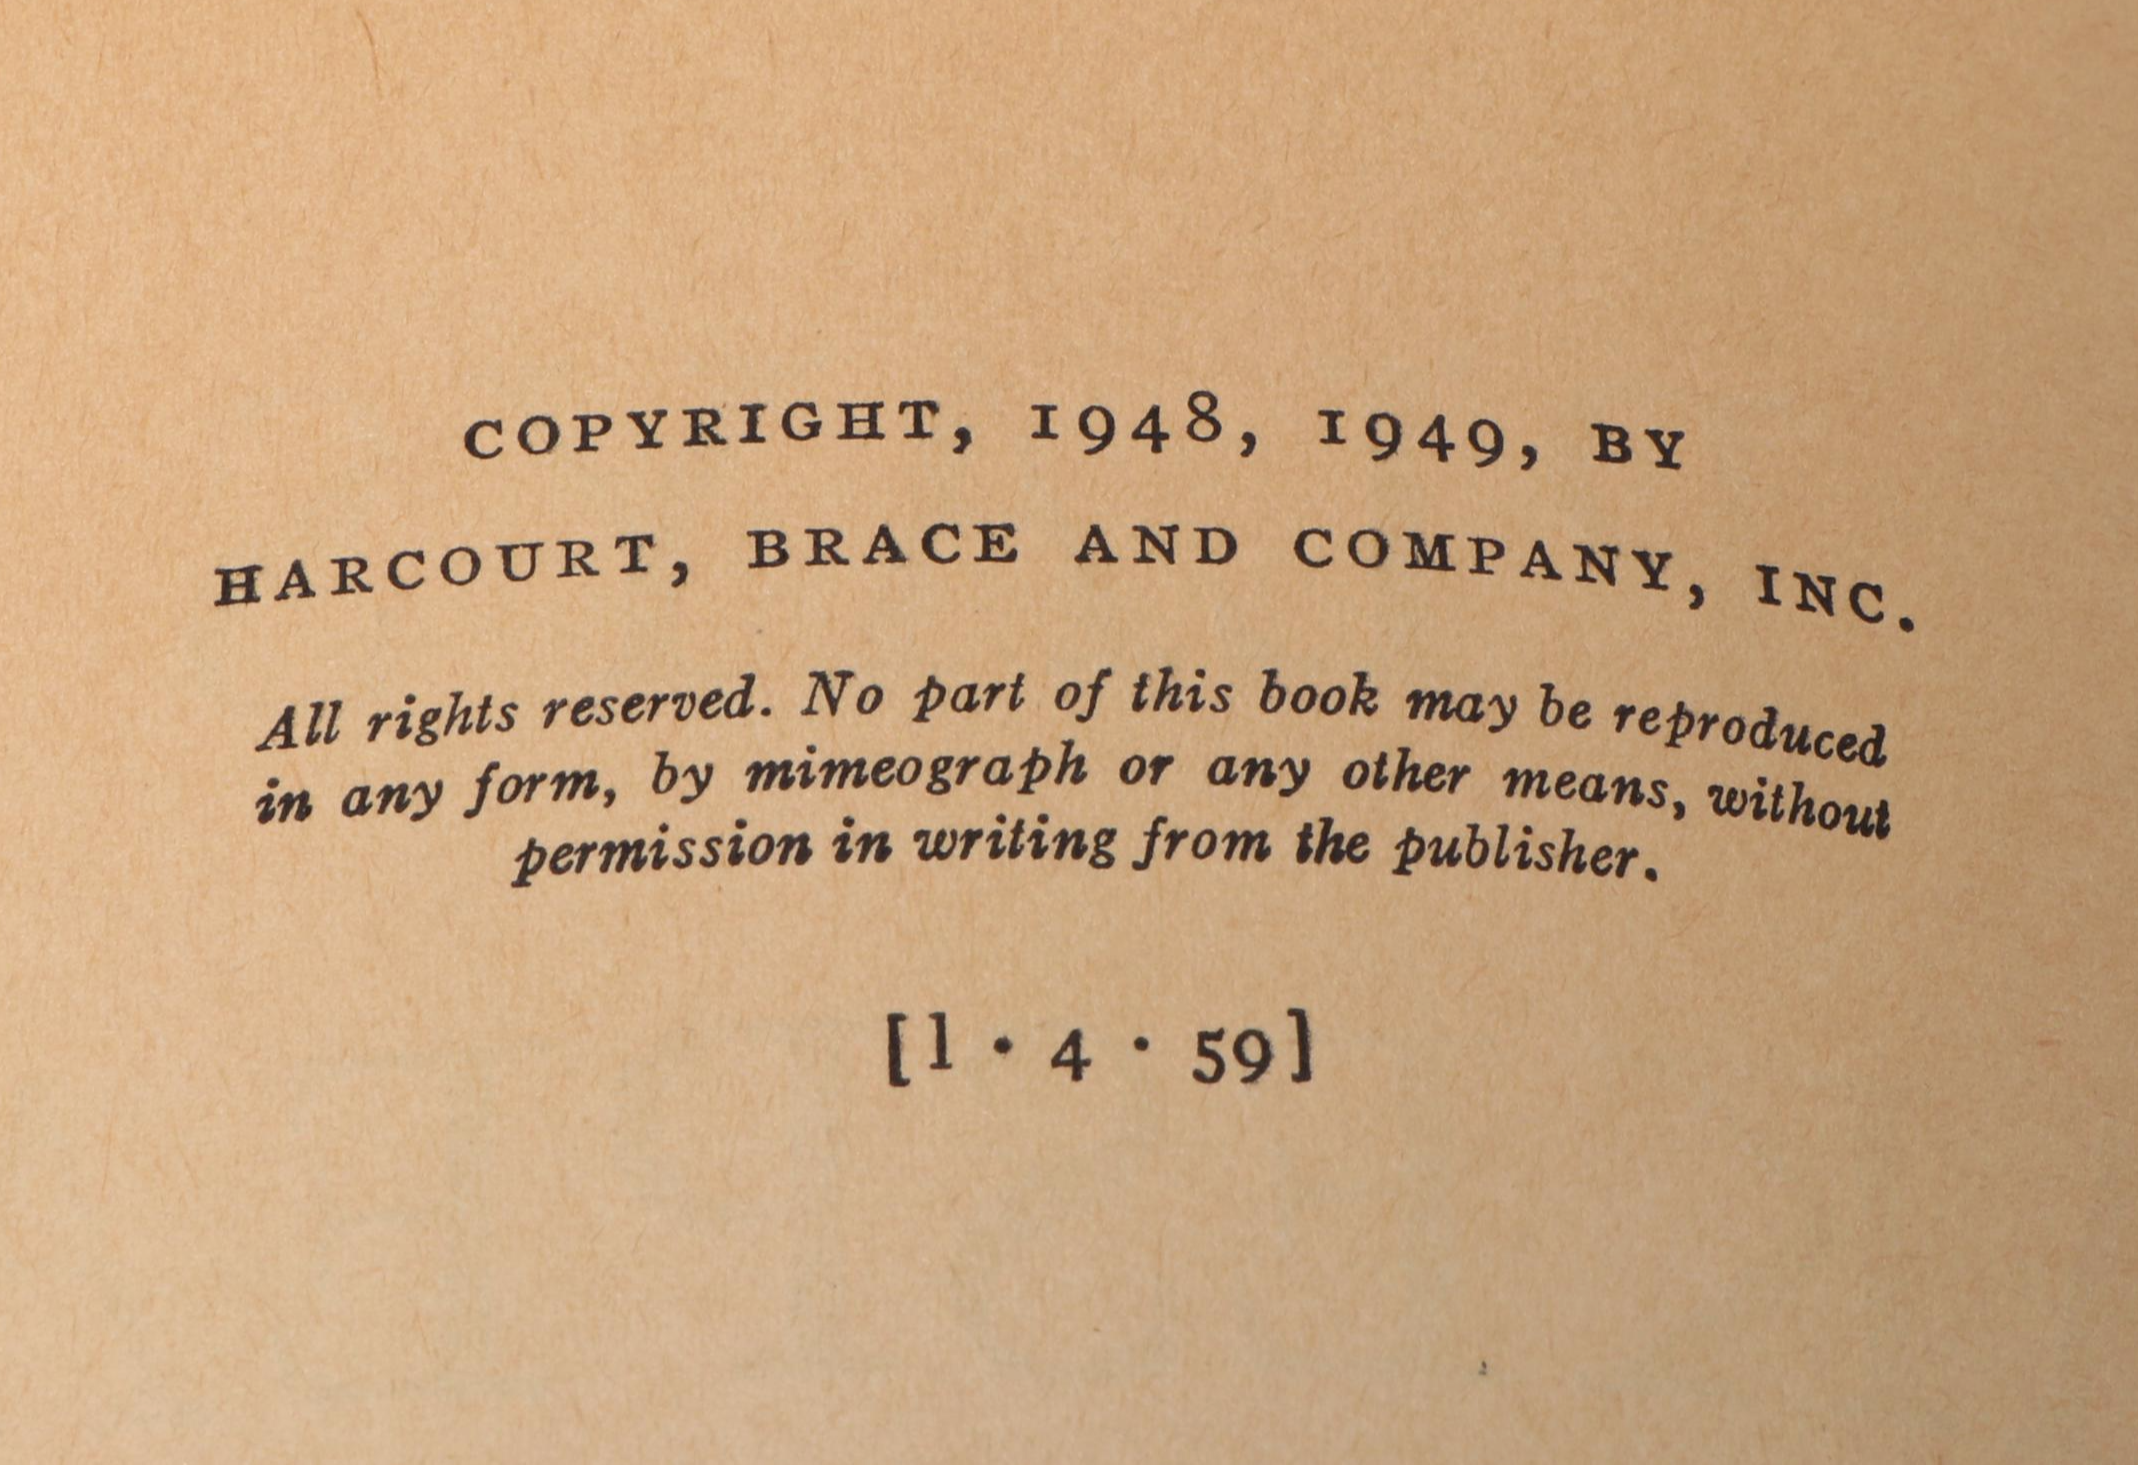 COPYRIGHT, 1948, 1949, BY
HARCOURT, BRACE AND COMPANY, INC.
All rights reserved. No part of this book may be reproduced
in any form, by mimeograph or any other means, without
permission in writing from the publisher.
[l · 4 · 59]